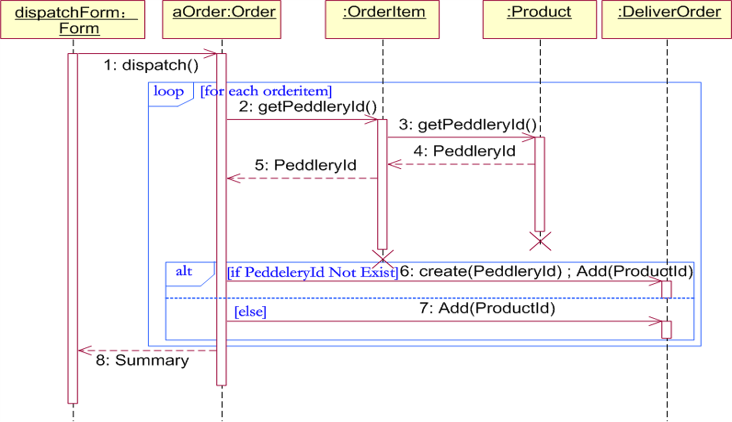 dispatchForm：
Form
aOrder:Order
:OrderItem
:Product
:DeliverOrder
1: dispatch()
loop
[for each orderitem]
2: getPeddleryId()
3: getPeddleryId()
4: PeddleryId
5: PeddleryId
alt
[if PeddeleryId Not Exist]
6: create(PeddleryId) ; Add(ProductId)
[else]
7: Add(ProductId)
8: Summary